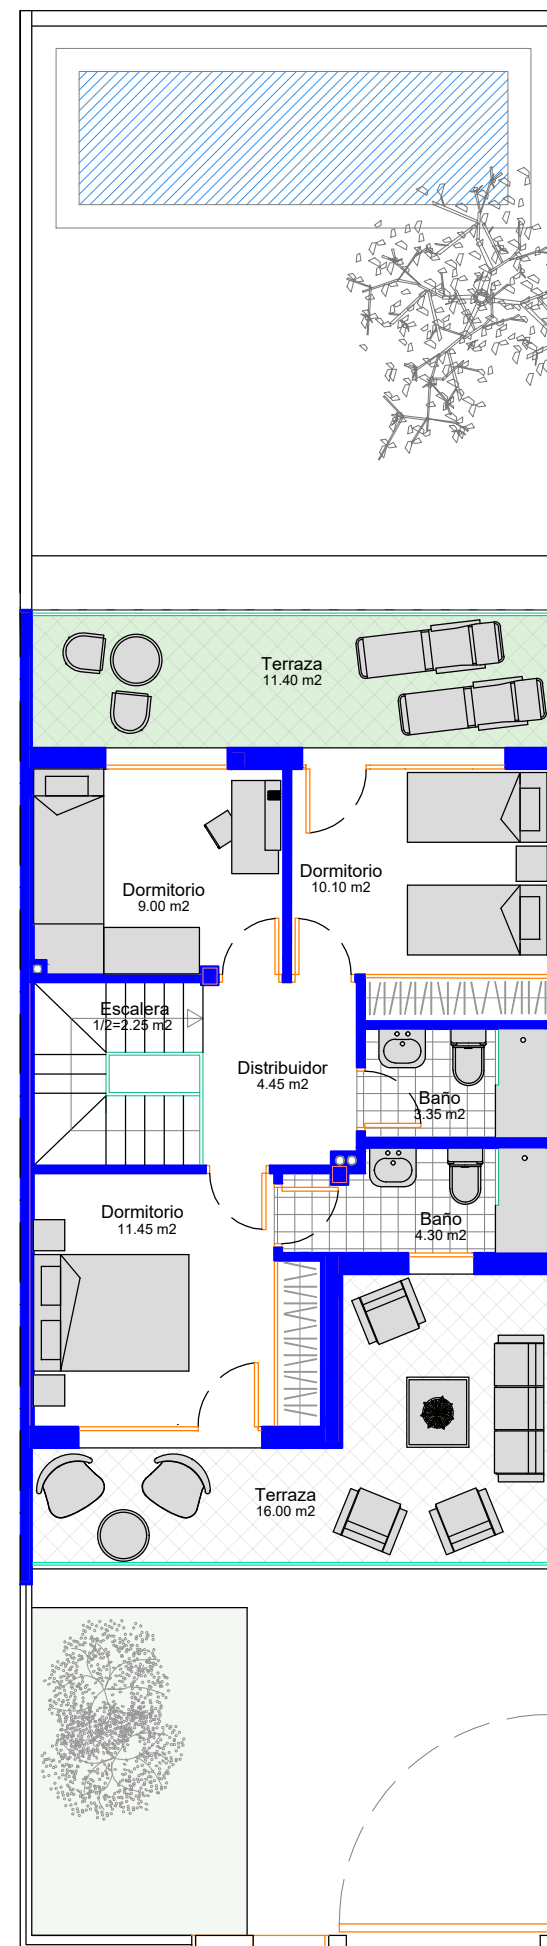 Terraza
11.40 m2
Dormitorio
10.10 m2
Dormitorio
9.00 m2
Escalera
1/2=2.25 m2
Distribuidor
4.45 m2
Baño
3.35 m2
Dormitorio
11.45 m2
Baño
4.30 m2
Terraza
16.00 m2